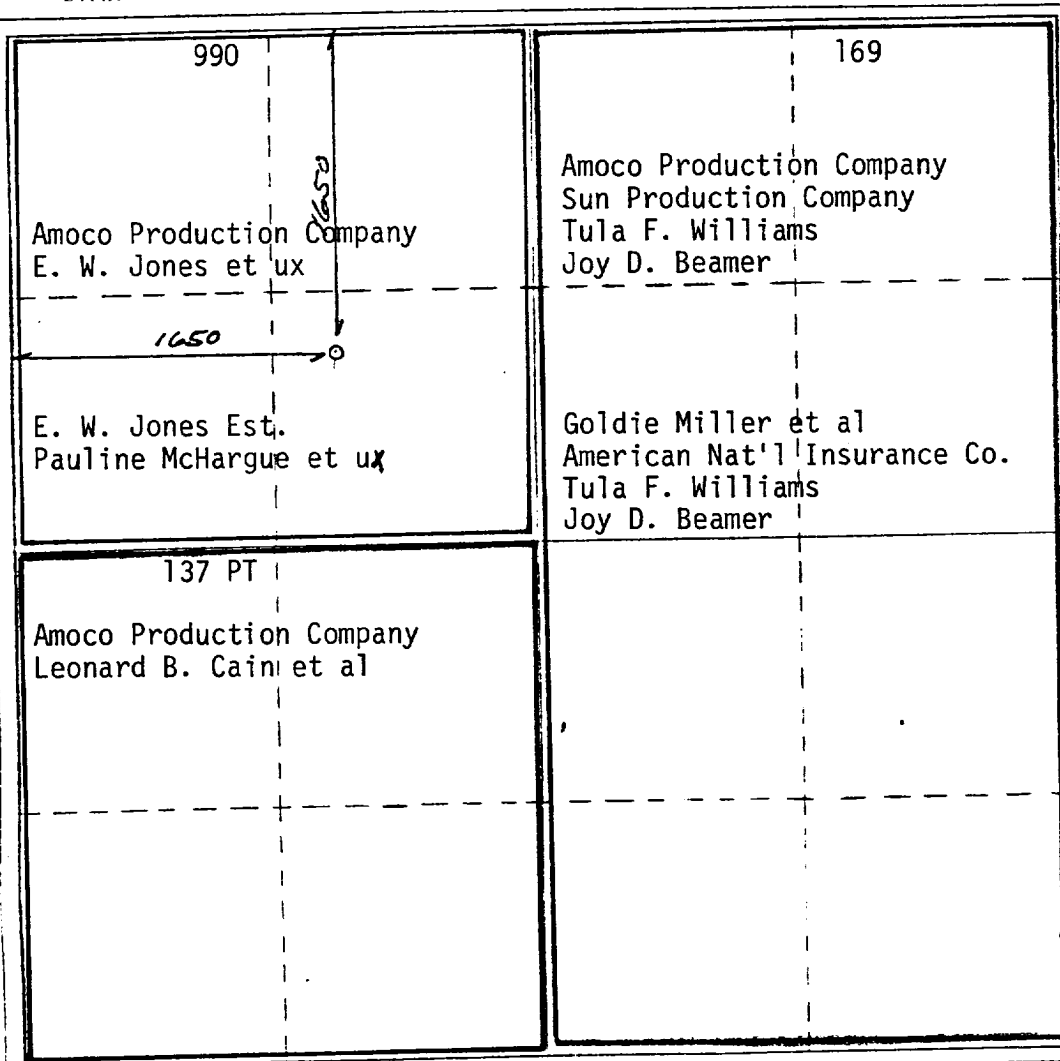 990
1650
Amoco Production Company
E. W. Jones et ux
1650
E. W. Jones Est.
Pauline McHargue et ux
169
Amoco Production Company
Sun Production Company
Tula F. Williams
Joy D. Beamer
Goldie Miller et al
American Nat'l Insurance Co.
Tula F. Williams
Joy D. Beamer
137 PT
Amoco Production Company
Leonard B. Cain et al